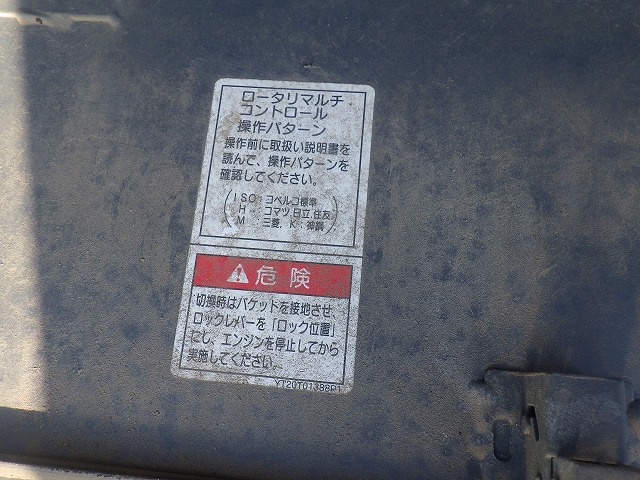 ロータリマルチ
コントロール
操作パターン
操作前に取扱い説明書を
読んで、操作パターンを
確認してください。
(ISO:コベルコ標準
H :コマツ,日立,住友
M :三菱, K:神鋼)
危険
切換時はバケットを接地させ、
ロックレバーを「ロック位置」
にし、エンジンを停止してから
実施してください。
YT20T01388P1